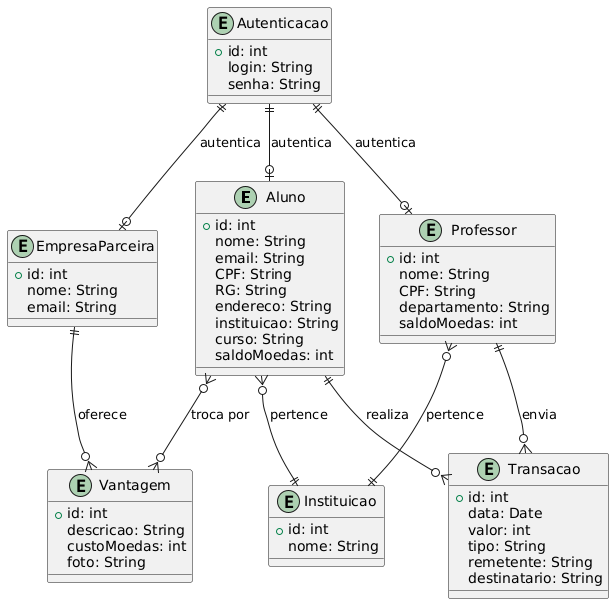 E Autenticacao
id: int
login: String
senha: String
autentica
autentica
autentica
E Aluno
id: int
nome: String
email: String
CPF: String
RG: String
endereco: String
instituicao: String
curso: String
saldoMoedas: int
E Professor
id: int
nome: String
CPF: String
departamento: String
saldoMoedas: int
E EmpresaParceira
id: int
nome: String
email: String
oferece
troca por
pertence
realiza
pertence
envia
E Vantagem
id: int
descricao: String
custoMoedas: int
foto: String
E Instituicao
id: int
nome: String
E Transacao
id: int
data: Date
valor: int
tipo: String
remetente: String
destinatario: String